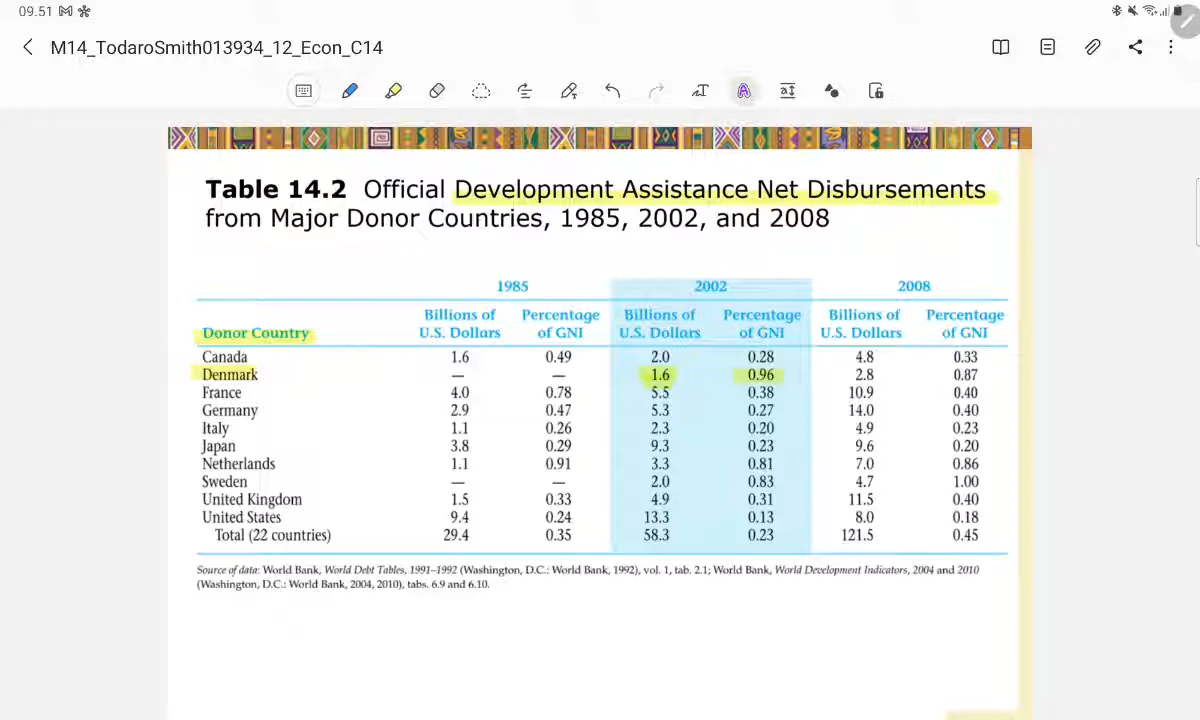 09.51
M14_TodaroSmith013934_12_Econ_C14
Table 14.2 Official Development Assistance Net Disbursements
from Major Donor Countries, 1985, 2002, and 2008
1985 2002 2008
Billions of Percentage Billions of Percentage Billions of Percentage
Donor Country U.S. Dollars of GNI U.S. Dollars of GNI U.S. Dollars of GNI
Canada 1.6 0.49 2.0 0.28 4.8 0.33
Denmark — — 1.6 0.96 2.8 0.87
France 4.0 0.78 5.5 0.38 10.9 0.40
Germany 2.9 0.47 5.3 0.27 14.0 0.40
Italy 1.1 0.26 2.3 0.20 4.9 0.23
Japan 3.8 0.29 9.3 0.23 9.6 0.20
Netherlands 1.1 0.91 3.3 0.81 7.0 0.86
Sweden — — 2.0 0.83 4.7 1.00
United Kingdom 1.5 0.33 4.9 0.31 11.5 0.40
United States 9.4 0.24 13.3 0.13 8.0 0.18
Total (22 countries) 29.4 0.35 58.3 0.23 121.5 0.45
Source of data: World Bank, World Debt Tables, 1991–1992 (Washington, D.C.: World Bank, 1992), vol. 1, tab. 2.1; World Bank, World Development Indicators, 2004 and 2010
(Washington, D.C.: World Bank, 2004, 2010), tabs. 6.9 and 6.10.